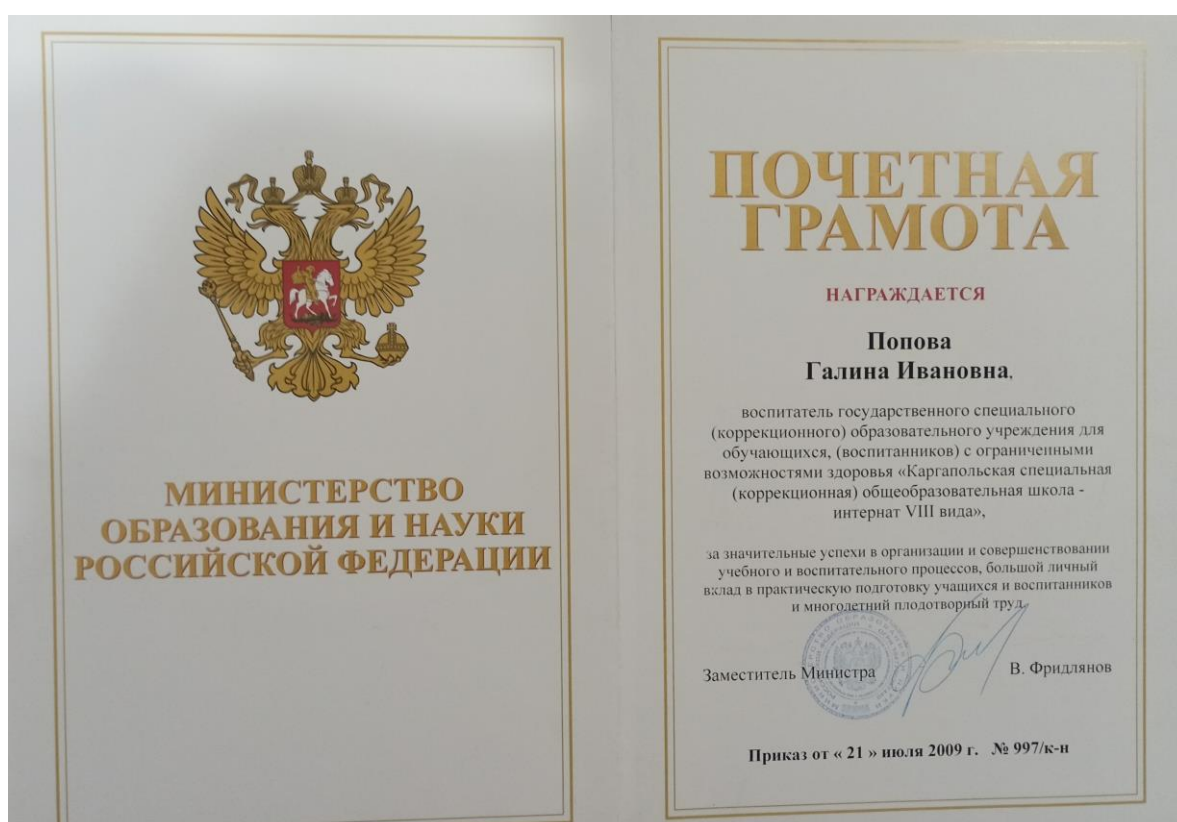 МИНИСТЕРСТВО
ОБРАЗОВАНИЯ И НАУКИ
РОССИЙСКОЙ ФЕДЕРАЦИИ
ПОЧЕТНАЯ
ГРАМОТА
НАГРАЖДАЕТСЯ
Попова
Галина Ивановна,
воспитатель государственного специального
(коррекционного) образовательного учреждения для
обучающихся, (воспитанников) с ограниченными
возможностями здоровья «Каргапольская специальная
(коррекционная) общеобразовательная школа -
интернат VIII вида»,
за значительные успехи в организации и совершенствовании
учебного и воспитательного процессов, большой личный
вклад в практическую подготовку учащихся и воспитанников
и многолетний плодотворный труд
Заместитель Министра В. Фридлянов
Приказ от « 21 » июля 2009 г. № 997/к-н